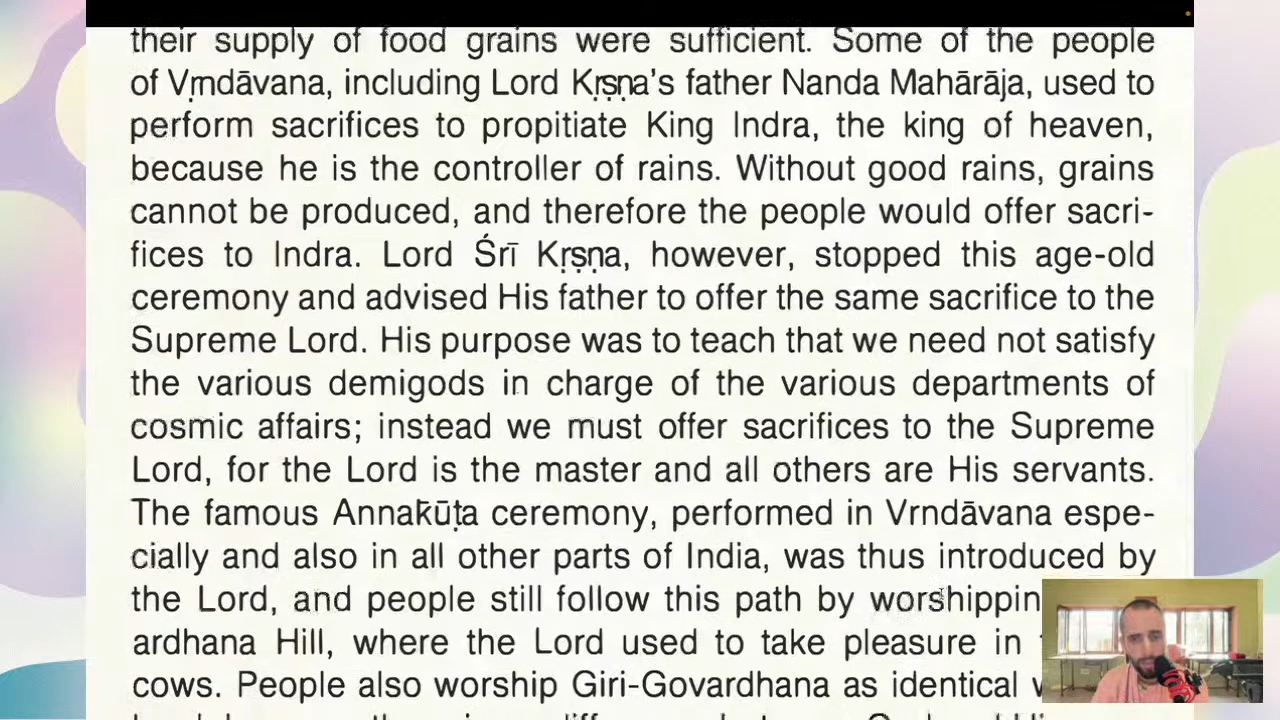 their supply of food grains were sufficient. Some of the people
of Vṛndāvana, including Lord Kṛṣṇa's father Nanda Mahārāja, used to
perform sacrifices to propitiate King Indra, the king of heaven,
because he is the controller of rains. Without good rains, grains
cannot be produced, and therefore the people would offer sacri-
fices to Indra. Lord Śrī Kṛṣṇa, however, stopped this age-old
ceremony and advised His father to offer the same sacrifice to the
Supreme Lord. His purpose was to teach that we need not satisfy
the various demigods in charge of the various departments of
cosmic affairs; instead we must offer sacrifices to the Supreme
Lord, for the Lord is the master and all others are His servants.
The famous Annakūṭa ceremony, performed in Vrndāvana espe-
cially and also in all other parts of India, was thus introduced by
the Lord, and people still follow this path by worshippin
ardhana Hill, where the Lord used to take pleasure in
cows. People also worship Giri-Govardhana as identical